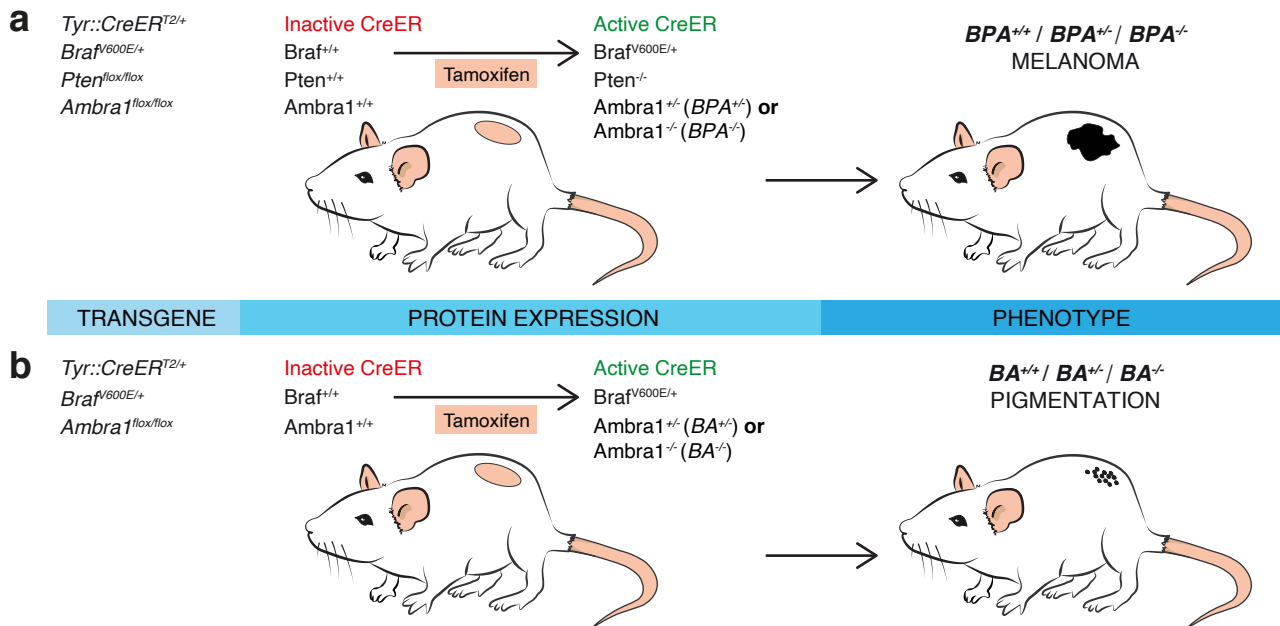 a
Tyr::CreER^T2/+
Braf^V600E/+
Pten^flox/flox
Ambra1^flox/flox
Inactive CreER
Braf^+/+
Pten^+/+
Ambra1^+/+
Tamoxifen
Active CreER
Braf^V600E/+
Pten^-/-
Ambra1^+/- (BPA^+/-) or
Ambra1^-/- (BPA^-/-)
BPA^+/+ / BPA^+/- / BPA^-/-
MELANOMA
TRANSGENE
PROTEIN EXPRESSION
PHENOTYPE
b
Tyr::CreER^T2/+
Braf^V600E/+
Ambra1^flox/flox
Inactive CreER
Braf^+/+
Ambra1^+/+
Tamoxifen
Active CreER
Braf^V600E/+
Ambra1^+/- (BA^+/-) or
Ambra1^-/- (BA^-/-)
BA^+/+ / BA^+/- / BA^-/-
PIGMENTATION